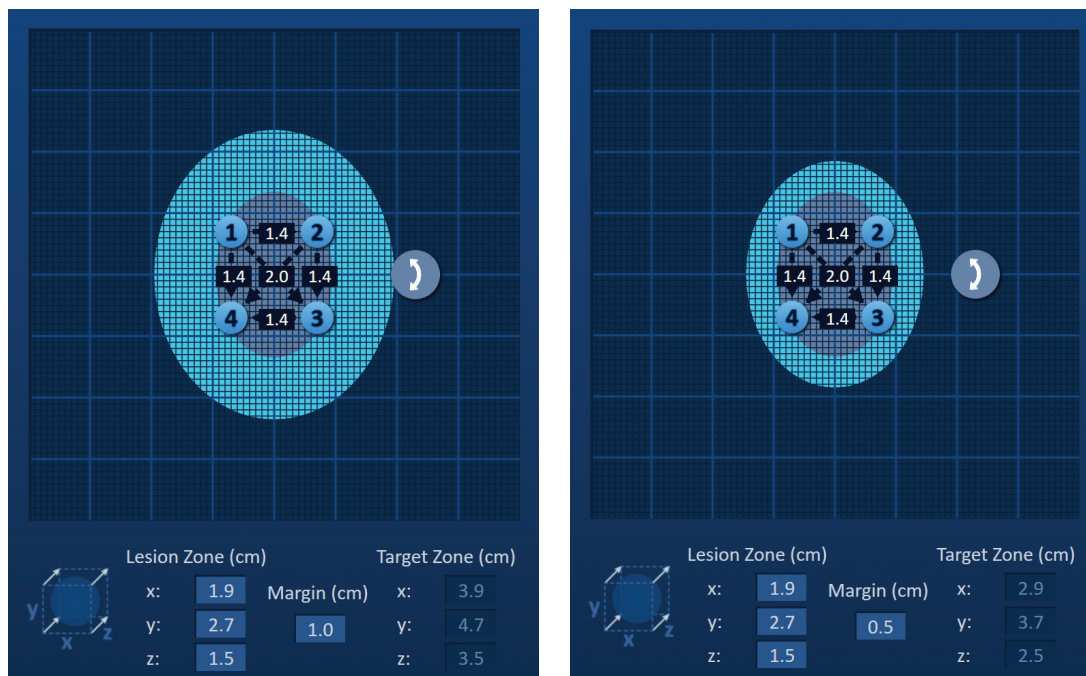 1 1.4 2
1.4 2.0 1.4
4 1.4 3
Lesion Zone (cm) Target Zone (cm)
x: 1.9 Margin (cm) x: 3.9
y: 2.7 1.0 y: 4.7
z: 1.5 z: 3.5
y x z
1 1.4 2
1.4 2.0 1.4
4 1.4 3
Lesion Zone (cm) Target Zone (cm)
x: 1.9 Margin (cm) x: 2.9
y: 2.7 0.5 y: 3.7
z: 1.5 z: 2.5
y x z